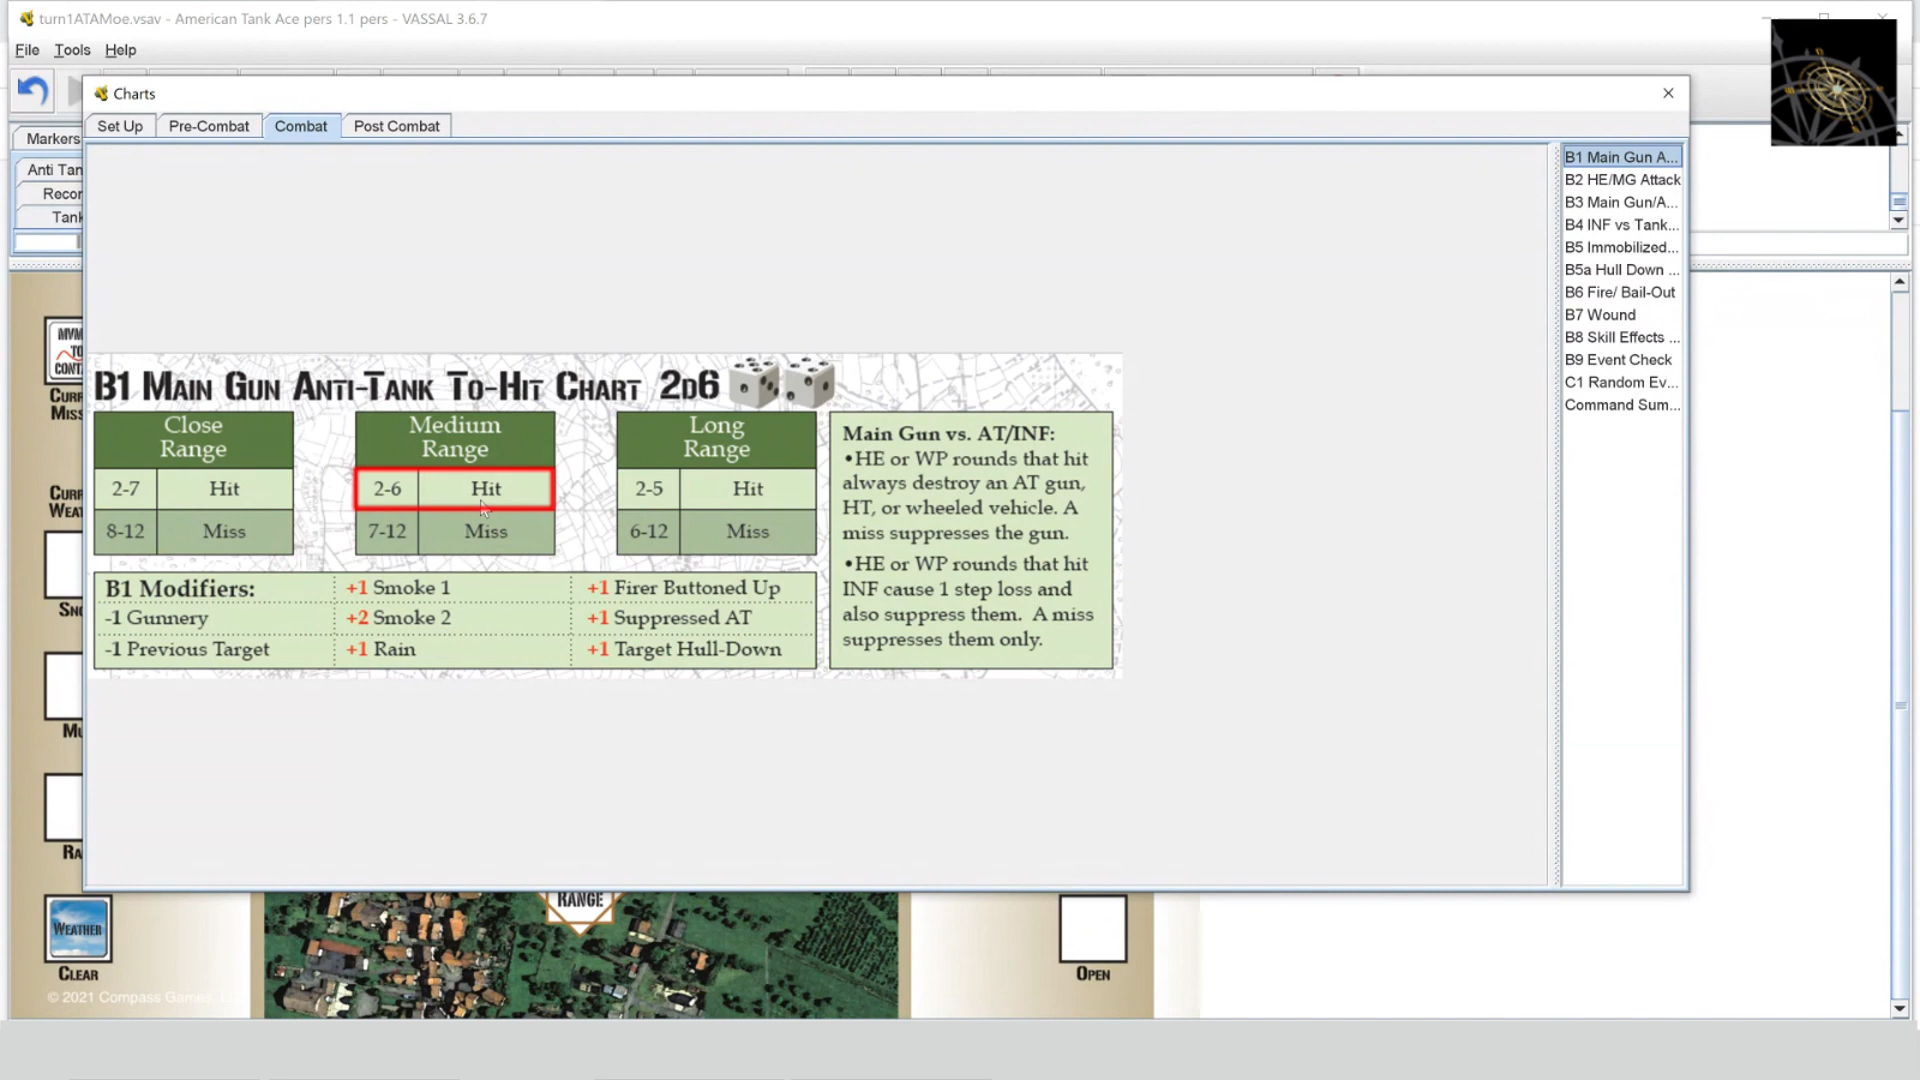 turn1ATAMoe.vsav - American Tank Ace pers 1.1 pers - VASSAL 3.6.7
File Tools Help
Charts
Set Up Pre-Combat Combat Post Combat
Markers
Anti Tan
Recor
Tank
B1 Main Gun A...
B2 HE/MG Attack
B3 Main Gun/A...
B4 INF vs Tank...
B5 Immobilized...
B5a Hull Down ...
B6 Fire/ Bail-Out
B7 Wound
B8 Skill Effects ...
B9 Event Check
C1 Random Ev...
Command Sum...
B1 Main Gun Anti-Tank To-Hit Chart 2d6
Close Range
2-7 Hit
8-12 Miss
Medium Range
2-6 Hit
7-12 Miss
Long Range
2-5 Hit
6-12 Miss
B1 Modifiers:
-1 Gunnery
-1 Previous Target
+1 Smoke 1
+2 Smoke 2
+1 Rain
+1 Firer Buttoned Up
+1 Suppressed AT
+1 Target Hull-Down
Main Gun vs. AT/INF:
•HE or WP rounds that hit
always destroy an AT gun,
HT, or wheeled vehicle. A
miss suppresses the gun.
•HE or WP rounds that hit
INF cause 1 step loss and
also suppress them. A miss
suppresses them only.
Curr
Miss
Curr
Wea
Sno
Mu
Ra
Weather
Clear
Range
Open
© 2021 Compass Games, L